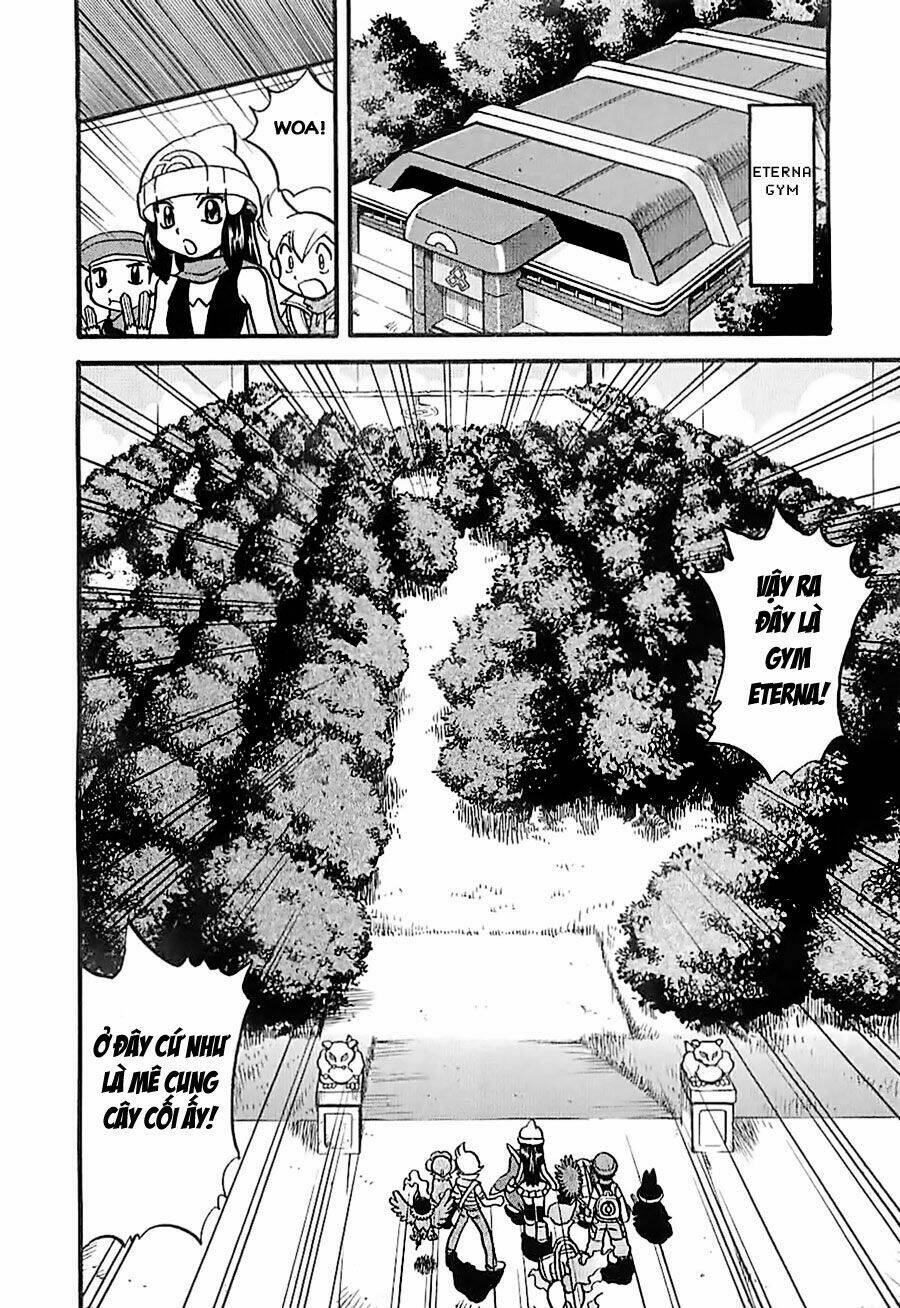 WOA!
ETERNA
GYM
VẬY RA
ĐÂY LÀ
GYM
ETERNA!
Ở ĐÂY CỨ NHƯ
LÀ MÊ CUNG
CÂY CỐI ẤY!